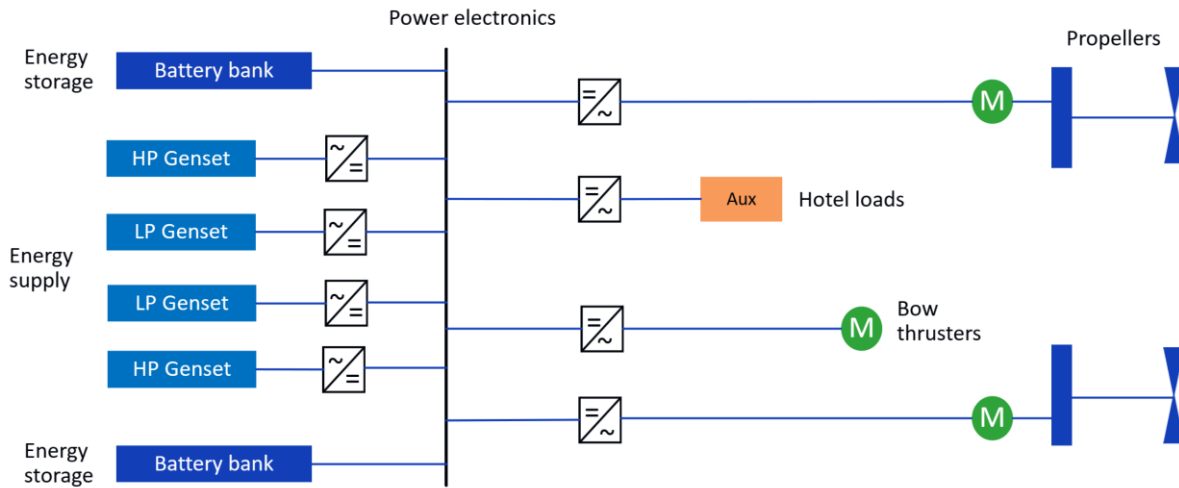 Power electronics
Energy
storage
Battery bank
Propellers
M
HP Genset
Aux
Hotel loads
LP Genset
Energy
supply
LP Genset
Bow
thrusters
M
HP Genset
M
Energy
storage
Battery bank